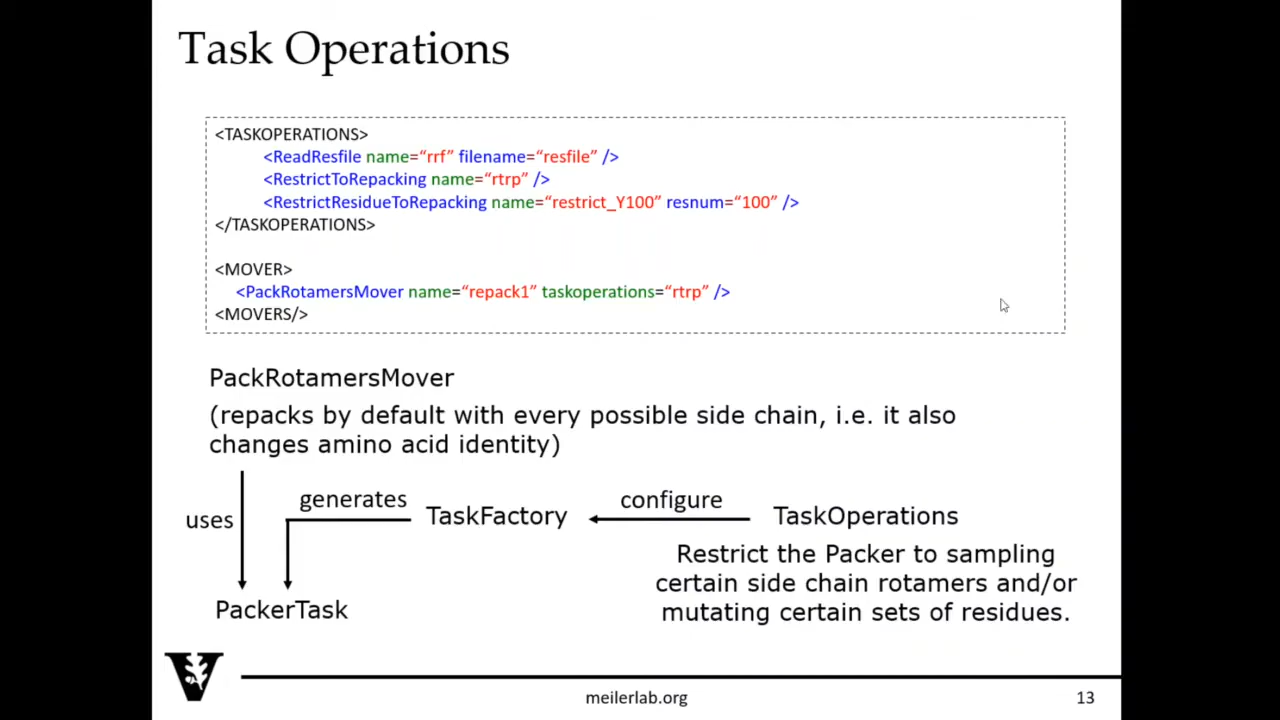 Task Operations
<TASKOPERATIONS>
<ReadResfile name=“rrf” filename=“resfile” />
<RestrictToRepacking name=“rtrp” />
<RestrictResidueToRepacking name=“restrict_Y100” resnum=“100” />
</TASKOPERATIONS>
<MOVER>
<PackRotamersMover name=“repack1” taskoperations=“rtrp” />
<MOVERS/>
PackRotamersMover
(repacks by default with every possible side chain, i.e. it also
changes amino acid identity)
uses
generates
TaskFactory
configure
TaskOperations
Restrict the Packer to sampling
certain side chain rotamers and/or
mutating certain sets of residues.
PackerTask
V
meilerlab.org
13